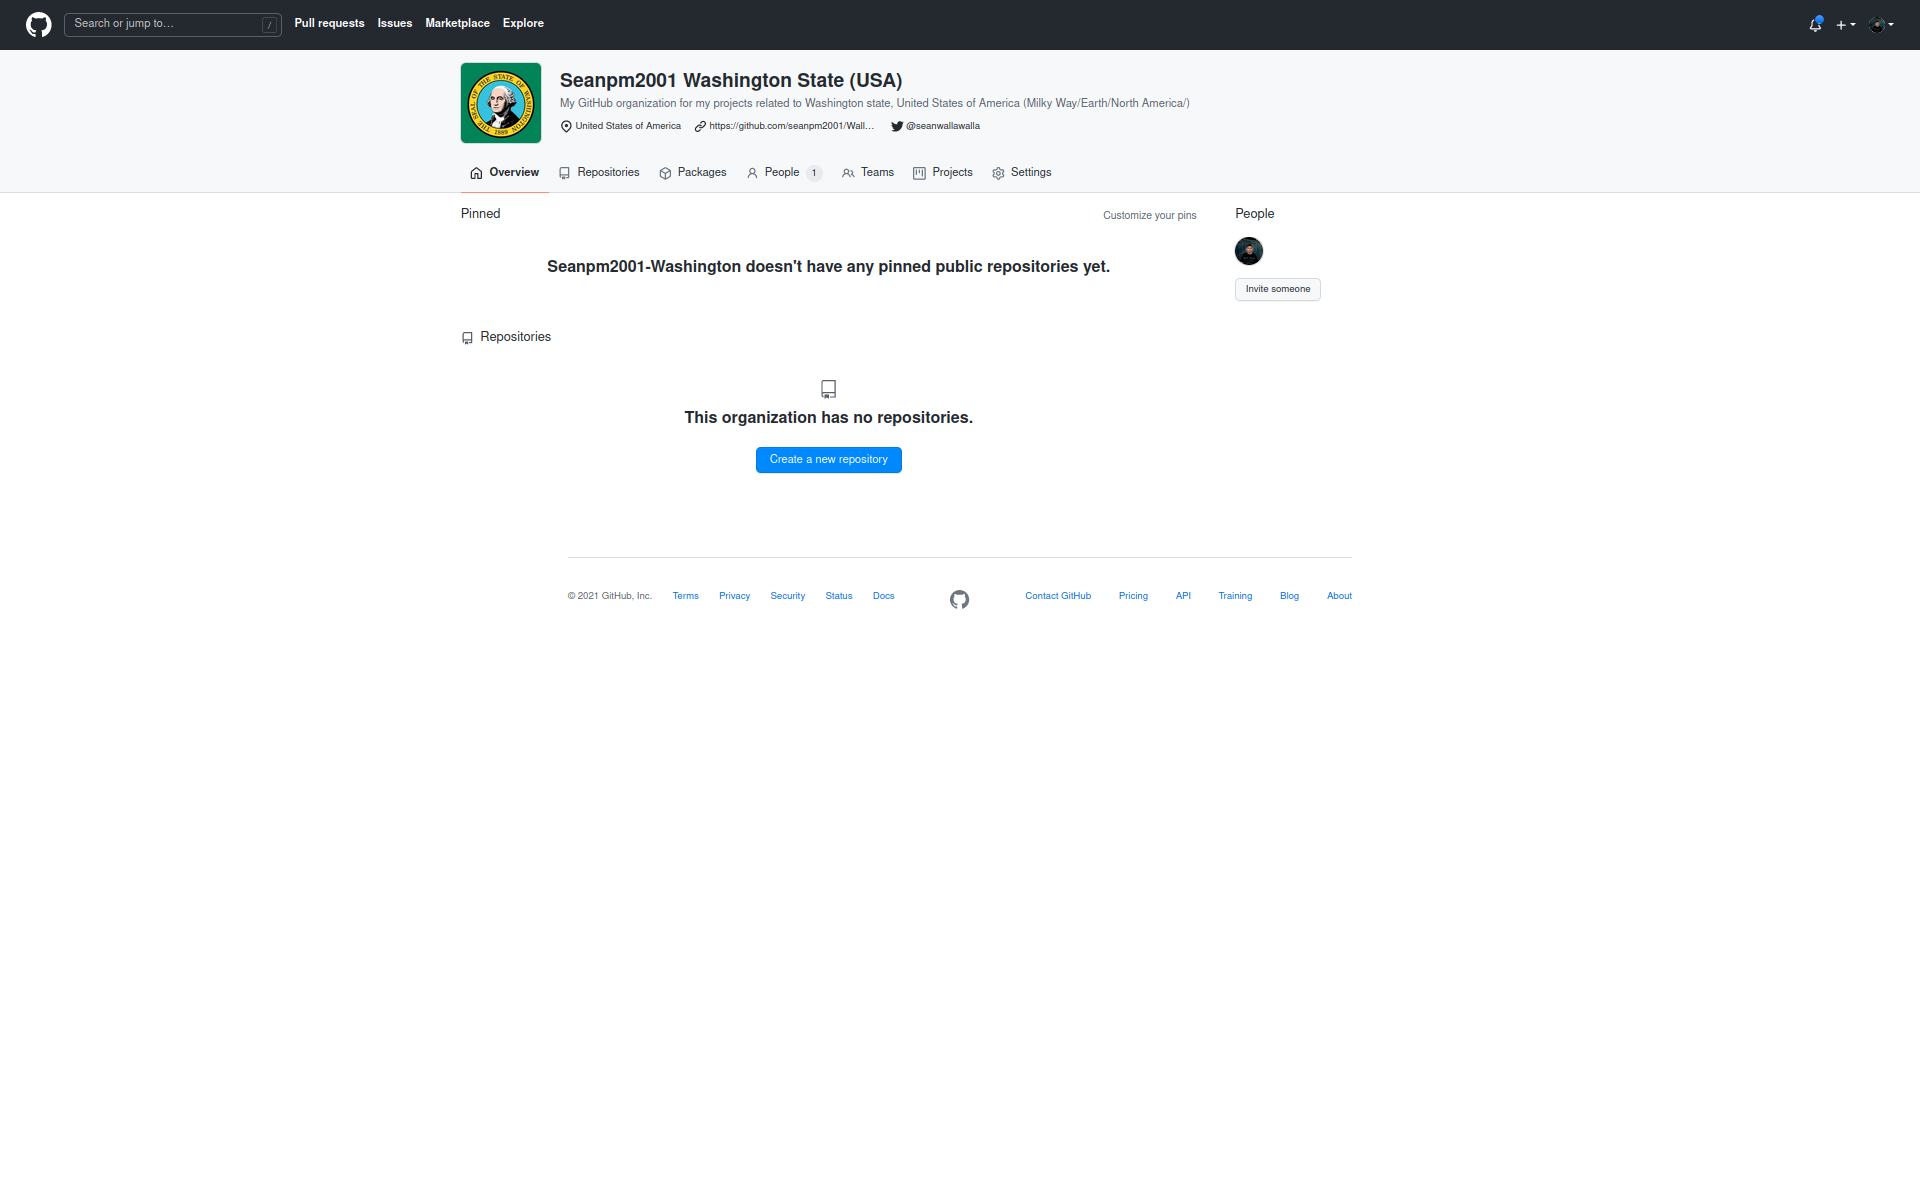 Search or jump to… /
Pull requests Issues Marketplace Explore
THE SEAL OF THE STATE OF WASHINGTON 1889
Seanpm2001 Washington State (USA)
My GitHub organization for my projects related to Washington state, United States of America (Milky Way/Earth/North America/)
United States of America https://github.com/seanpm2001/Wall… @seanwallawalla
Overview Repositories Packages People 1 Teams Projects Settings
Pinned Customize your pins People
Seanpm2001-Washington doesn't have any pinned public repositories yet.
Invite someone
Repositories
This organization has no repositories.
Create a new repository
© 2021 GitHub, Inc. Terms Privacy Security Status Docs Contact GitHub Pricing API Training Blog About